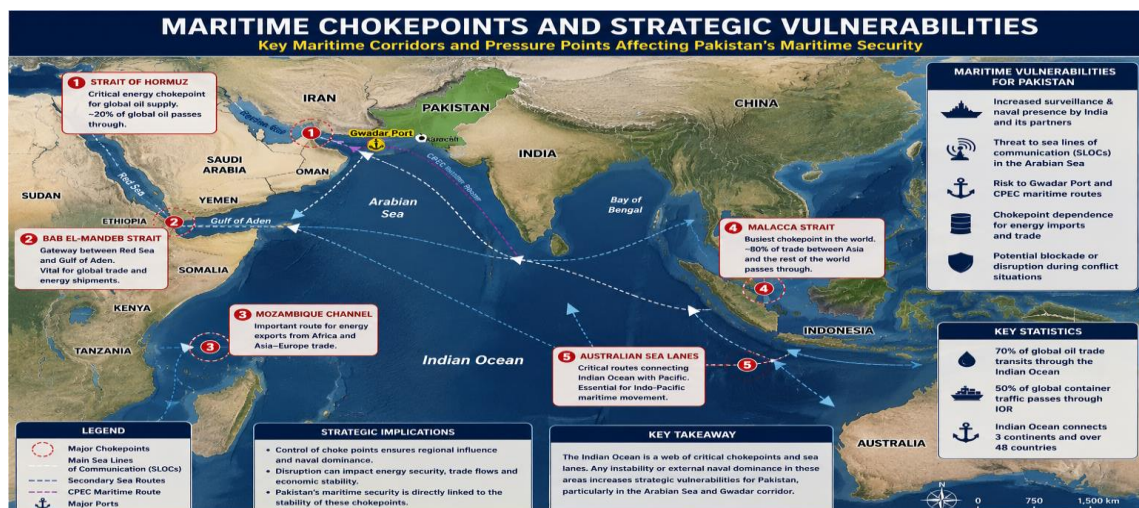 MARITIME CHOKEPOINTS AND STRATEGIC VULNERABILITIES
Key Maritime Corridors and Pressure Points Affecting Pakistan's Maritime Security
1 STRAIT OF HORMUZ
Critical energy chokepoint
for global oil supply.
~20% of global oil passes
through.
IRAN
PAKISTAN
CHINA
1
Gwadar Port
Karachi
INDIA
SAUDI
ARABIA
OMAN
CPEC Maritime Route
Red Sea
SUDAN
YEMEN
Arabian
Sea
Bay of
Bengal
ETHIOPIA
2
Gulf of Aden
2 BAB EL-MANDEB STRAIT
Gateway between Red Sea
and Gulf of Aden.
Vital for global trade and
energy shipments.
SOMALIA
4 MALACCA STRAIT
Busiest chokepoint in the world.
~80% of trade between Asia
and the rest of the world
passes through.
4
KENYA
3 MOZAMBIQUE CHANNEL
Important route for energy
exports from Africa and
Asia–Europe trade.
TANZANIA
3
INDONESIA
Indian Ocean
5 AUSTRALIAN SEA LANES
Critical routes connecting
Indian Ocean with Pacific.
Essential for Indo-Pacific
maritime movement.
5
AUSTRALIA
MARITIME VULNERABILITIES
FOR PAKISTAN
Increased surveillance &
naval presence by India
and its partners
Threat to sea lines of
communication (SLOCs)
in the Arabian Sea
Risk to Gwadar Port and
CPEC maritime routes
Chokepoint dependence
for energy imports
and trade
Potential blockade or
disruption during conflict
situations
KEY STATISTICS
70% of global oil trade
transits through the
Indian Ocean
50% of global container
traffic passes through
IOR
Indian Ocean connects
3 continents and over
48 countries
LEGEND
Major Chokepoints
Main Sea Lines
of Communication (SLOCs)
Secondary Sea Routes
CPEC Maritime Route
Major Ports
STRATEGIC IMPLICATIONS
• Control of choke points ensures regional influence
and naval dominance.
• Disruption can impact energy security, trade flows and
economic stability.
• Pakistan's maritime security is directly linked to the
stability of these chokepoints.
KEY TAKEAWAY
The Indian Ocean is a web of critical chokepoints and sea
lanes. Any instability or external naval dominance in these
areas increases strategic vulnerabilities for Pakistan,
particularly in the Arabian Sea and Gwadar corridor.
N
0 750 1,500 km